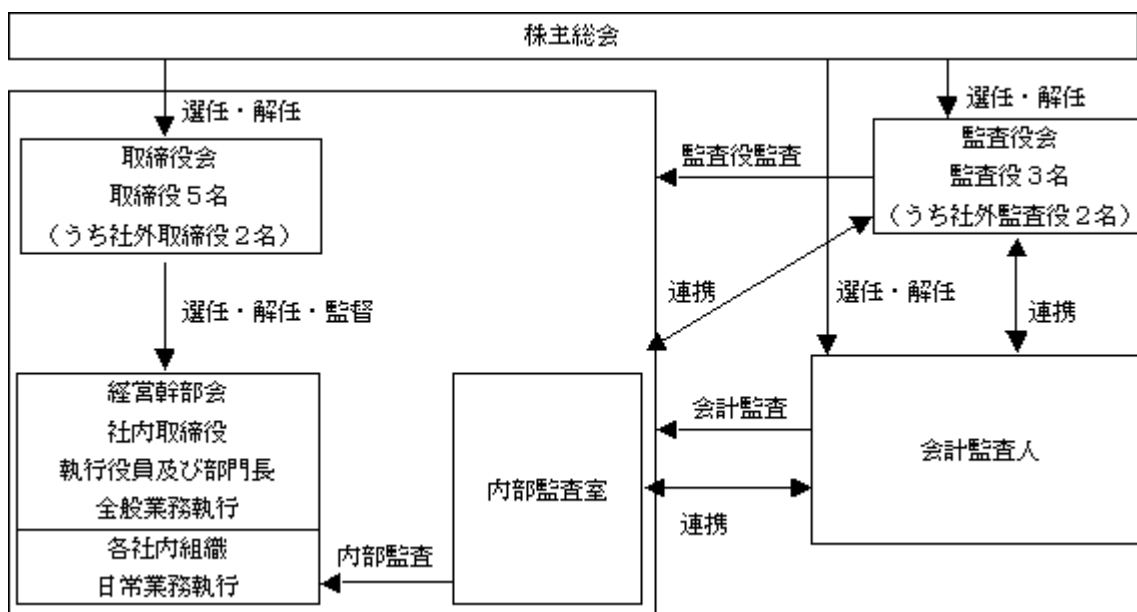 株主総会
選任・解任
選任・解任
取締役会
取締役５名
（うち社外取締役２名）
監査役監査
監査役会
監査役３名
（うち社外監査役２名）
選任・解任・監督
連携
選任・解任
連携
経営幹部会
社内取締役
執行役員及び部門長
全般業務執行
各社内組織
日常業務執行
内部監査
内部監査室
会計監査
連携
会計監査人